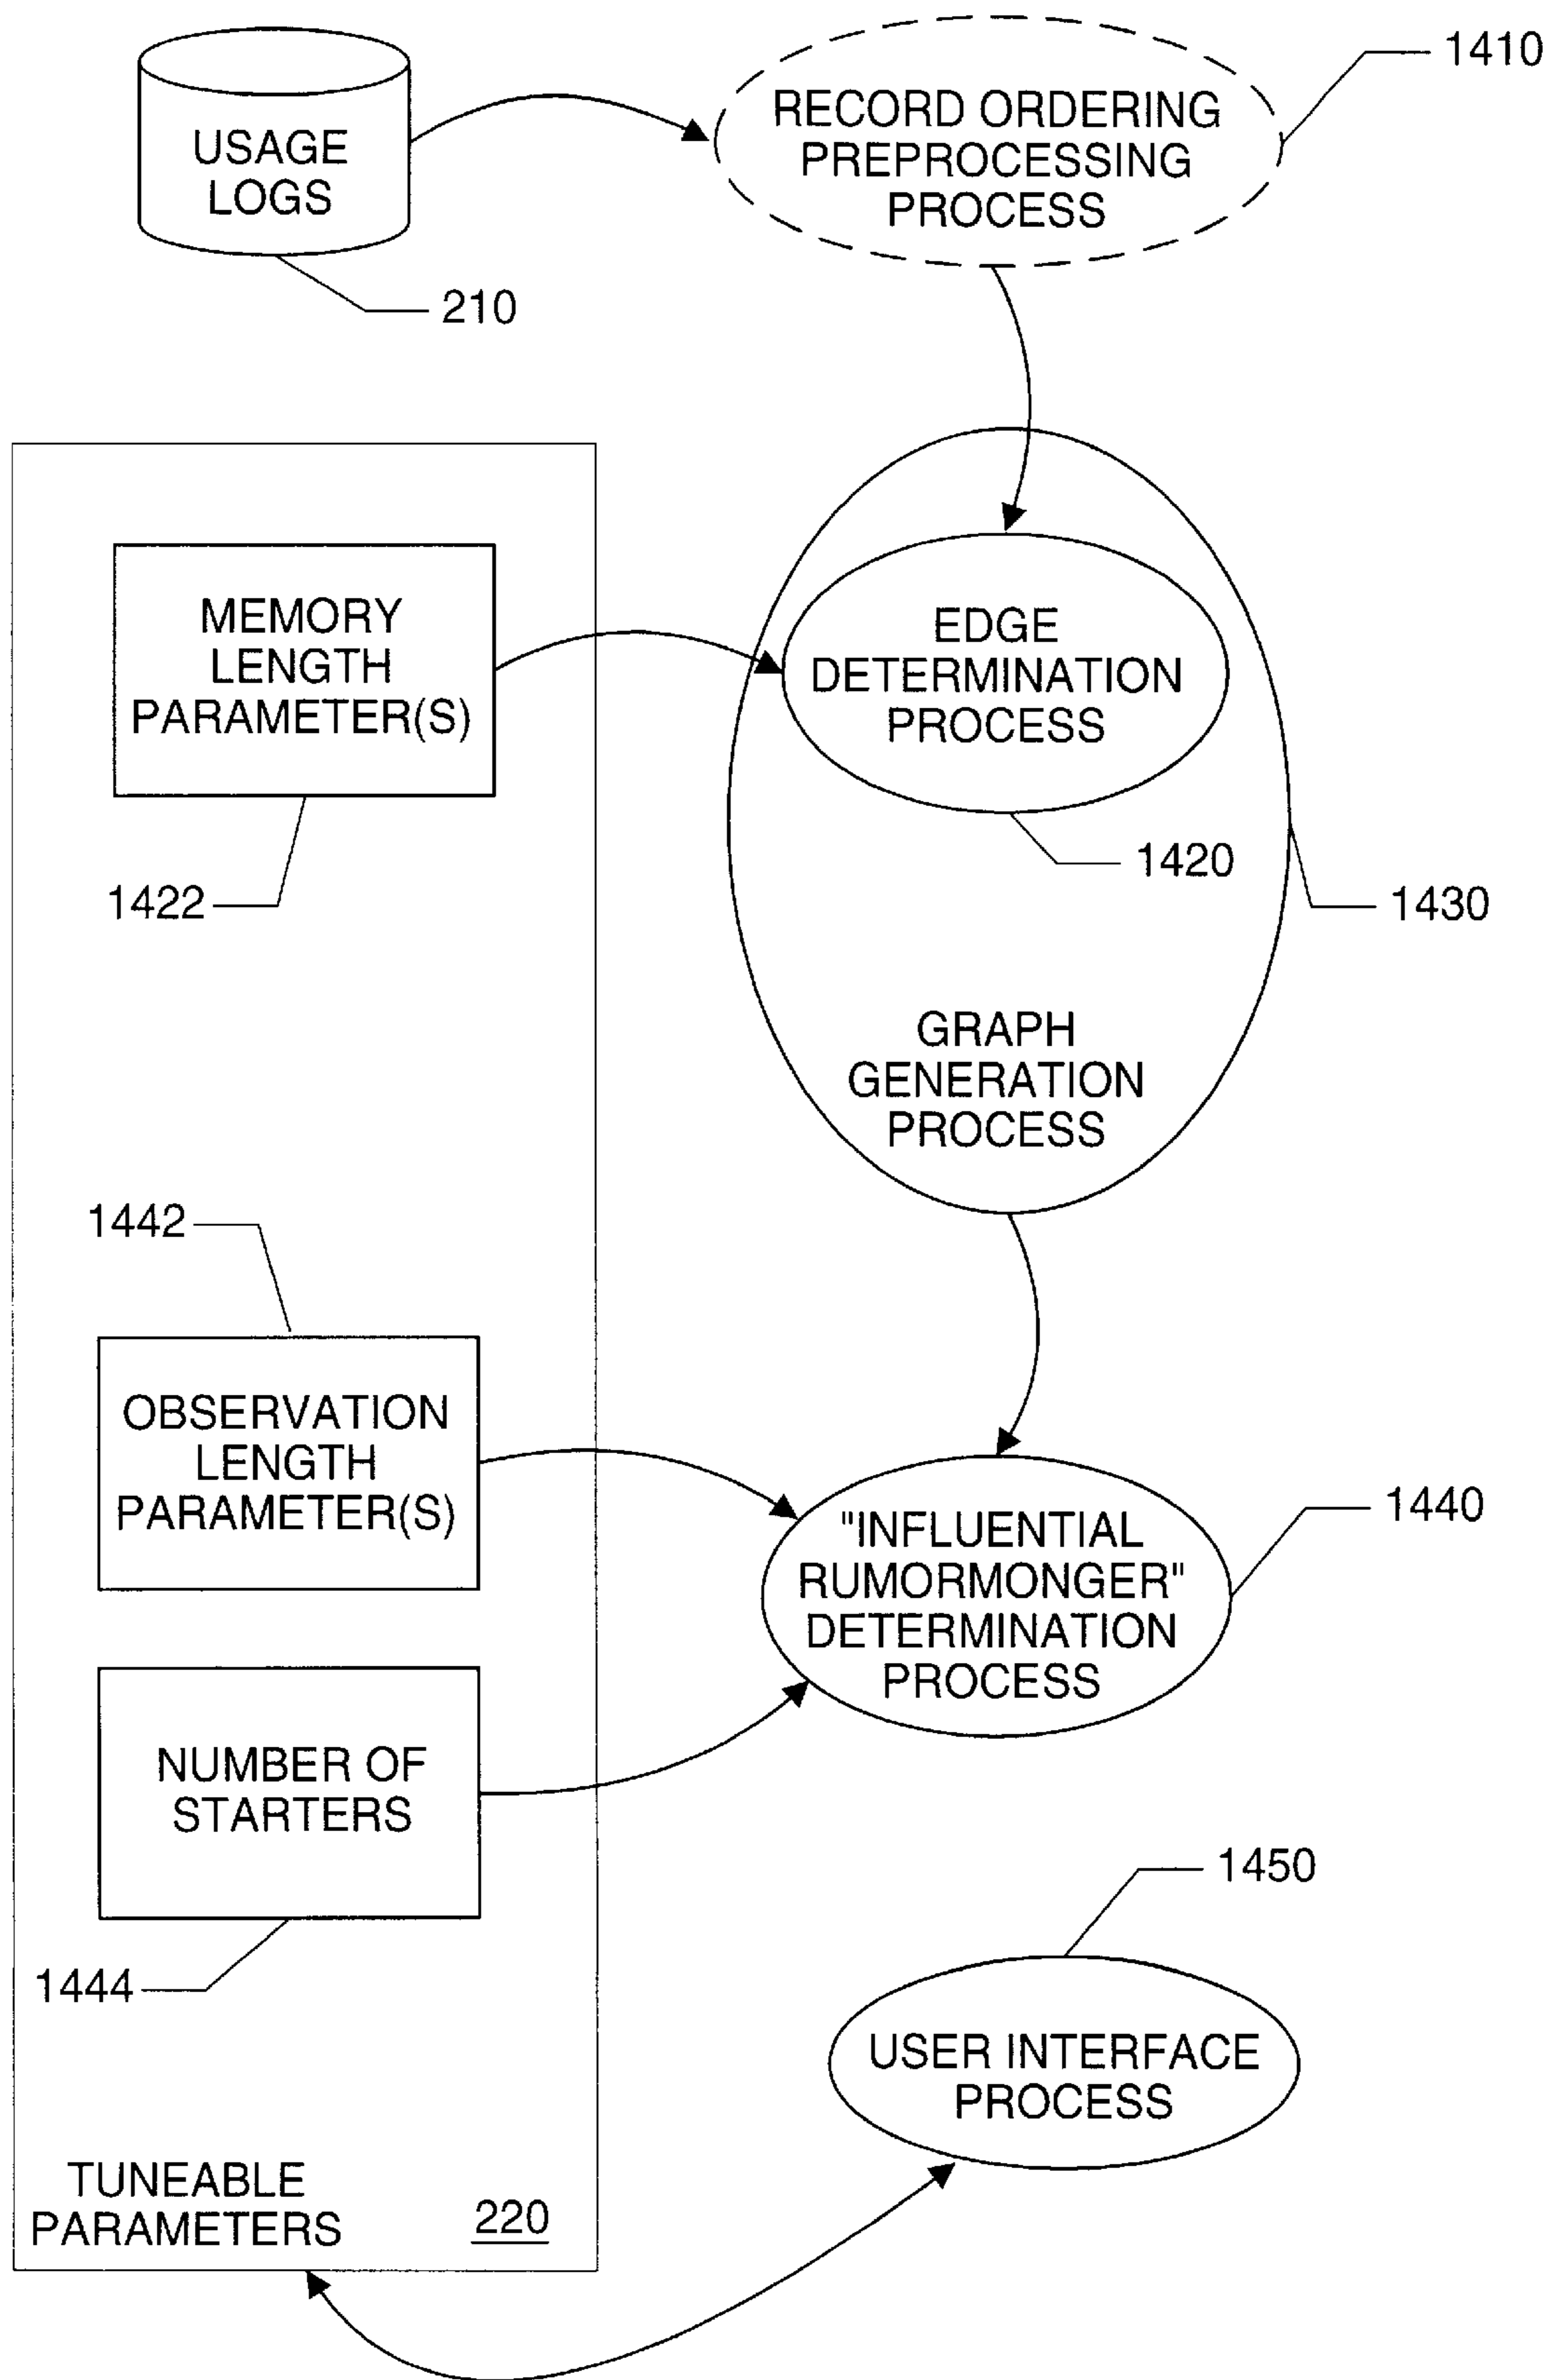 1410
RECORD ORDERING
PREPROCESSING
PROCESS
USAGE
LOGS
210
MEMORY
LENGTH
PARAMETER(S)
EDGE
DETERMINATION
PROCESS
1420
1422
1430
GRAPH
GENERATION
PROCESS
1442
OBSERVATION
LENGTH
PARAMETER(S)
1440
"INFLUENTIAL
RUMORMONGER"
DETERMINATION
PROCESS
NUMBER OF
STARTERS
1450
1444
USER INTERFACE
PROCESS
TUNEABLE
PARAMETERS
220